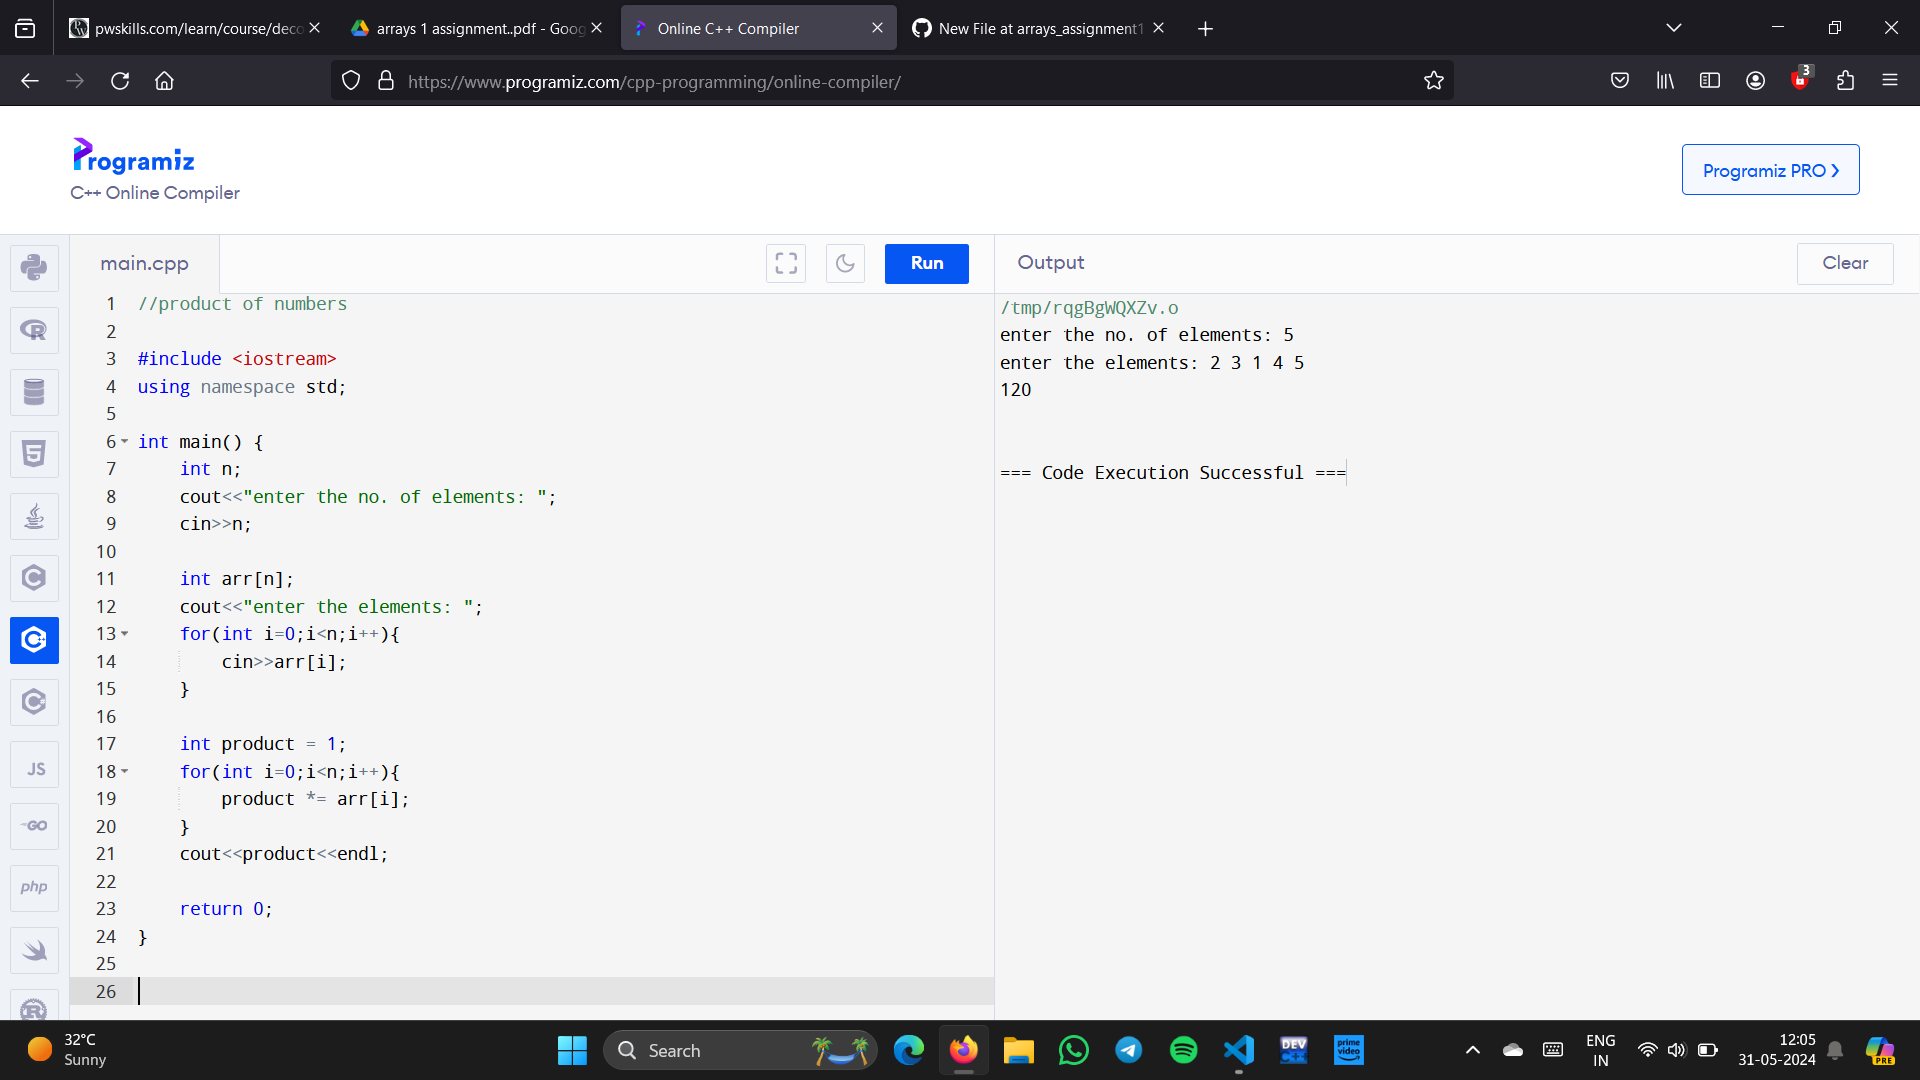 pwskills.com/learn/course/deco
arrays 1 assignment..pdf - Goog
Online C++ Compiler
New File at arrays_assignment1
https://www.programiz.com/cpp-programming/online-compiler/
3
Programiz
C++ Online Compiler
Programiz PRO ❯
main.cpp
Run
Output
Clear
1 //product of numbers
2
3 #include <iostream>
4 using namespace std;
5
6 int main() {
7 int n;
8 cout<<"enter the no. of elements: ";
9 cin>>n;
10
11 int arr[n];
12 cout<<"enter the elements: ";
13 for(int i=0;i<n;i++){
14 cin>>arr[i];
15 }
16
17 int product = 1;
18 for(int i=0;i<n;i++){
19 product *= arr[i];
20 }
21 cout<<product<<endl;
22
23 return 0;
24 }
25
26
/tmp/rqgBgWQXZv.o
enter the no. of elements: 5
enter the elements: 2 3 1 4 5
120
=== Code Execution Successful ===
JS
GO
php
32°C
Sunny
Search
DEV
C++
prime
video
ENG
IN
12:05
31-05-2024
PRE